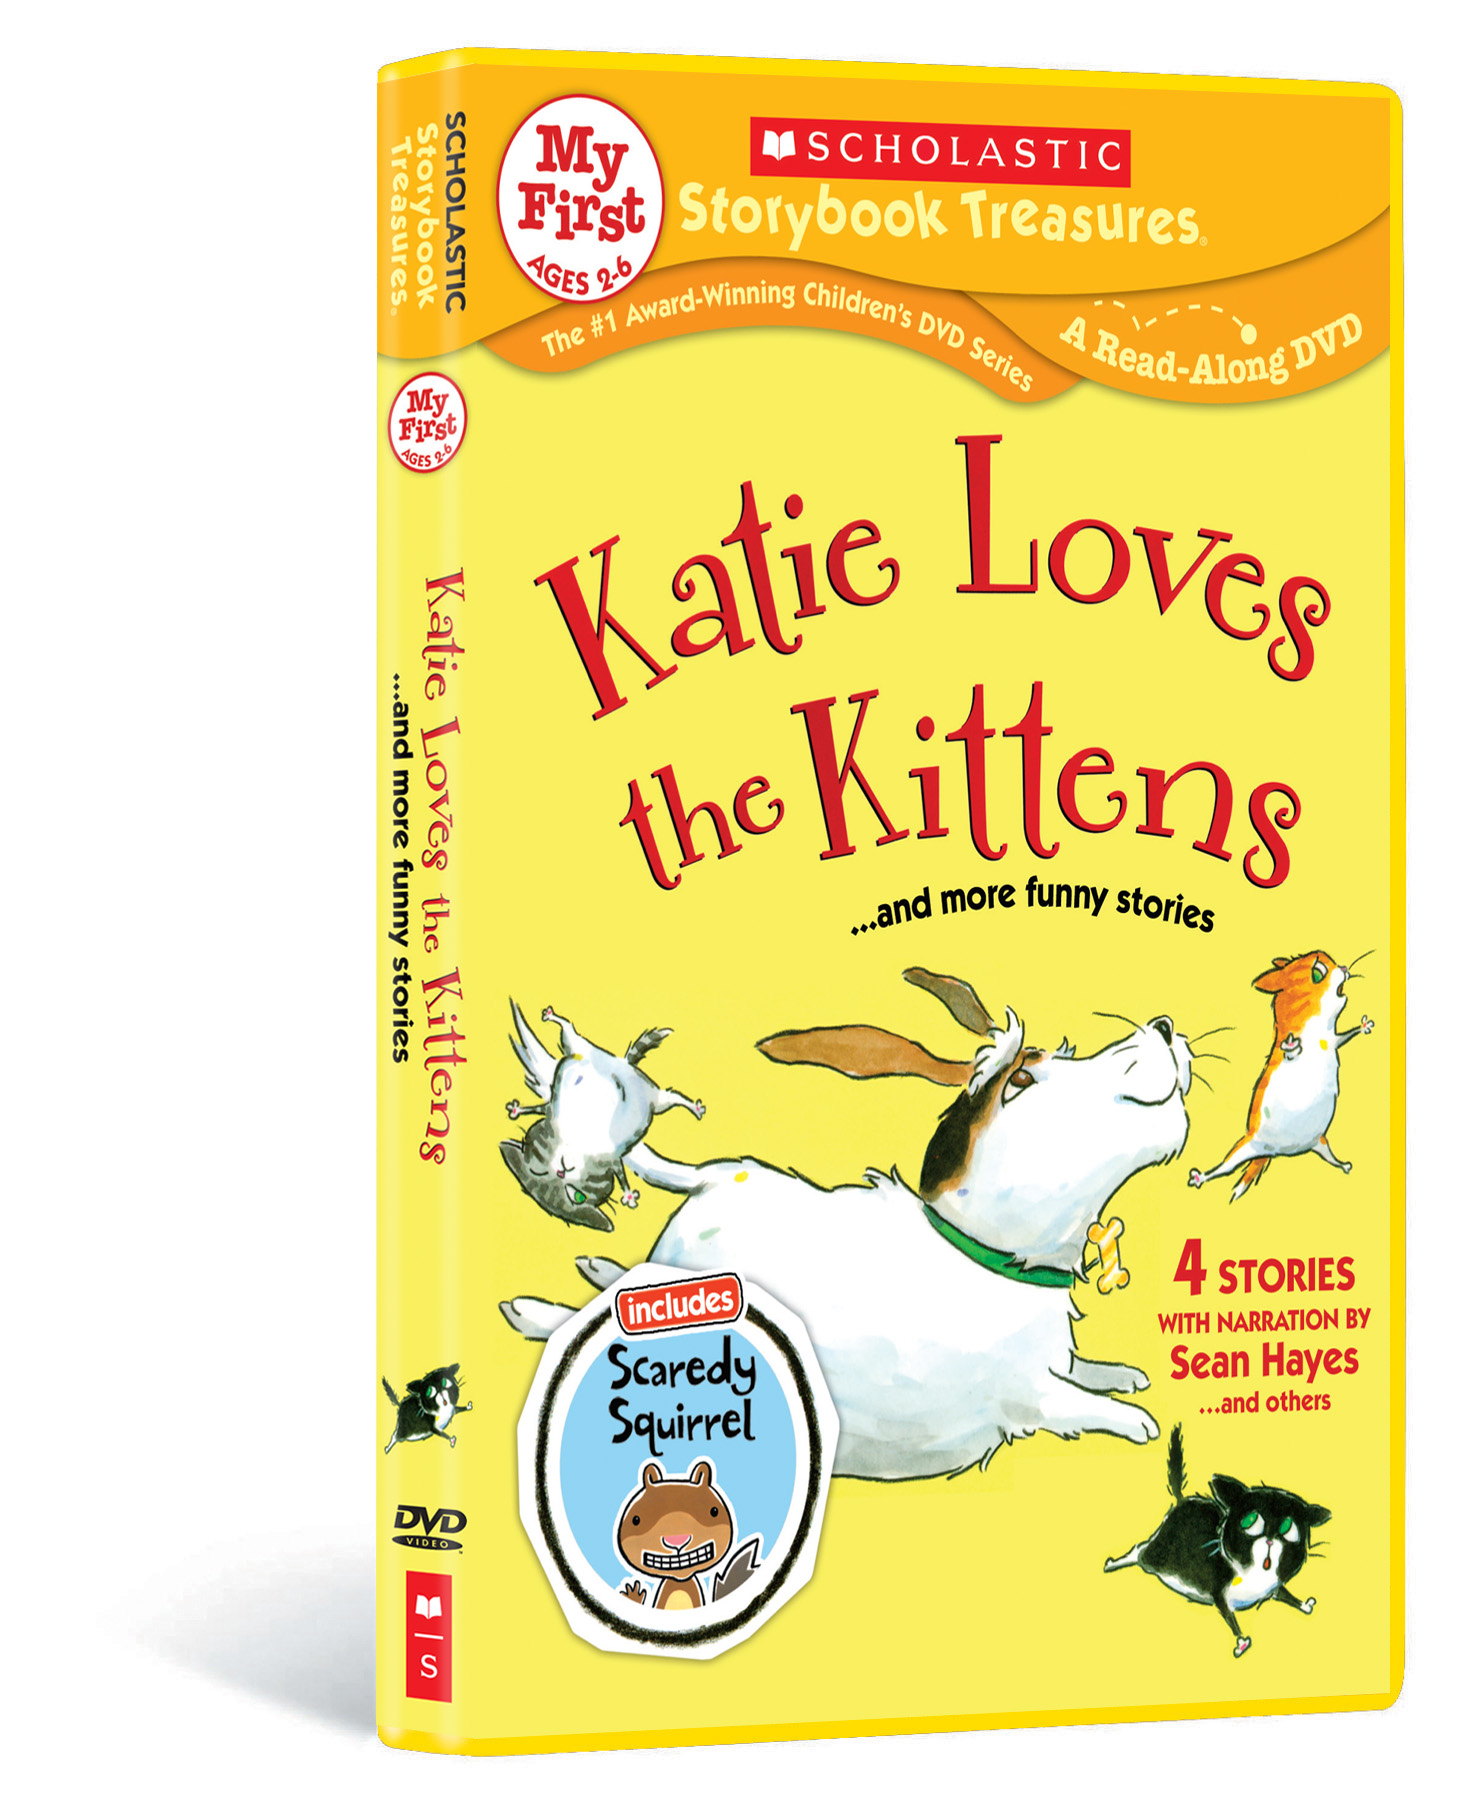 SCHOLASTIC
Storybook
Treasures®
My
First
AGES 2-6
Katie Loves the Kittens
...and more funny stories
DVD
VIDEO
S
My
First
AGES 2-6
SCHOLASTIC
Storybook Treasures®
The #1 Award-Winning Children's DVD Series
A Read-Along DVD
Katie Loves
the Kittens
...and more funny stories
4 STORIES
WITH NARRATION BY
Sean Hayes
...and others
includes
Scaredy
Squirrel